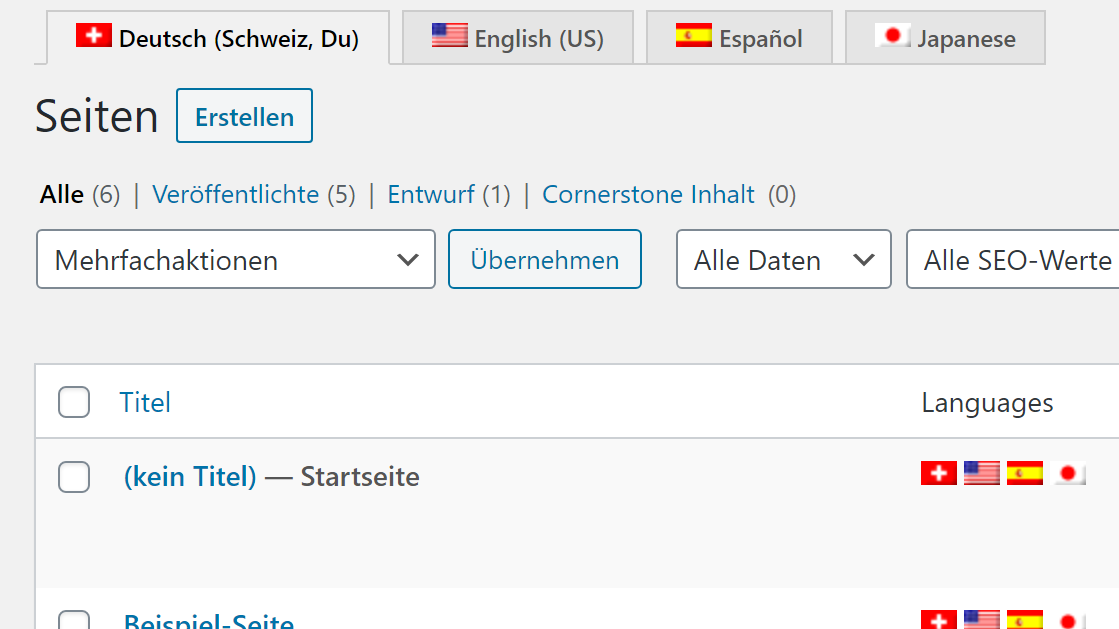 Deutsch (Schweiz, Du) English (US) Español Japanese
Seiten Erstellen
Alle (6) | Veröffentlichte (5) | Entwurf (1) | Cornerstone Inhalt (0)
Mehrfachaktionen Übernehmen Alle Daten Alle SEO-Werte
Titel Languages
(kein Titel) — Startseite
Beispiel-Seite